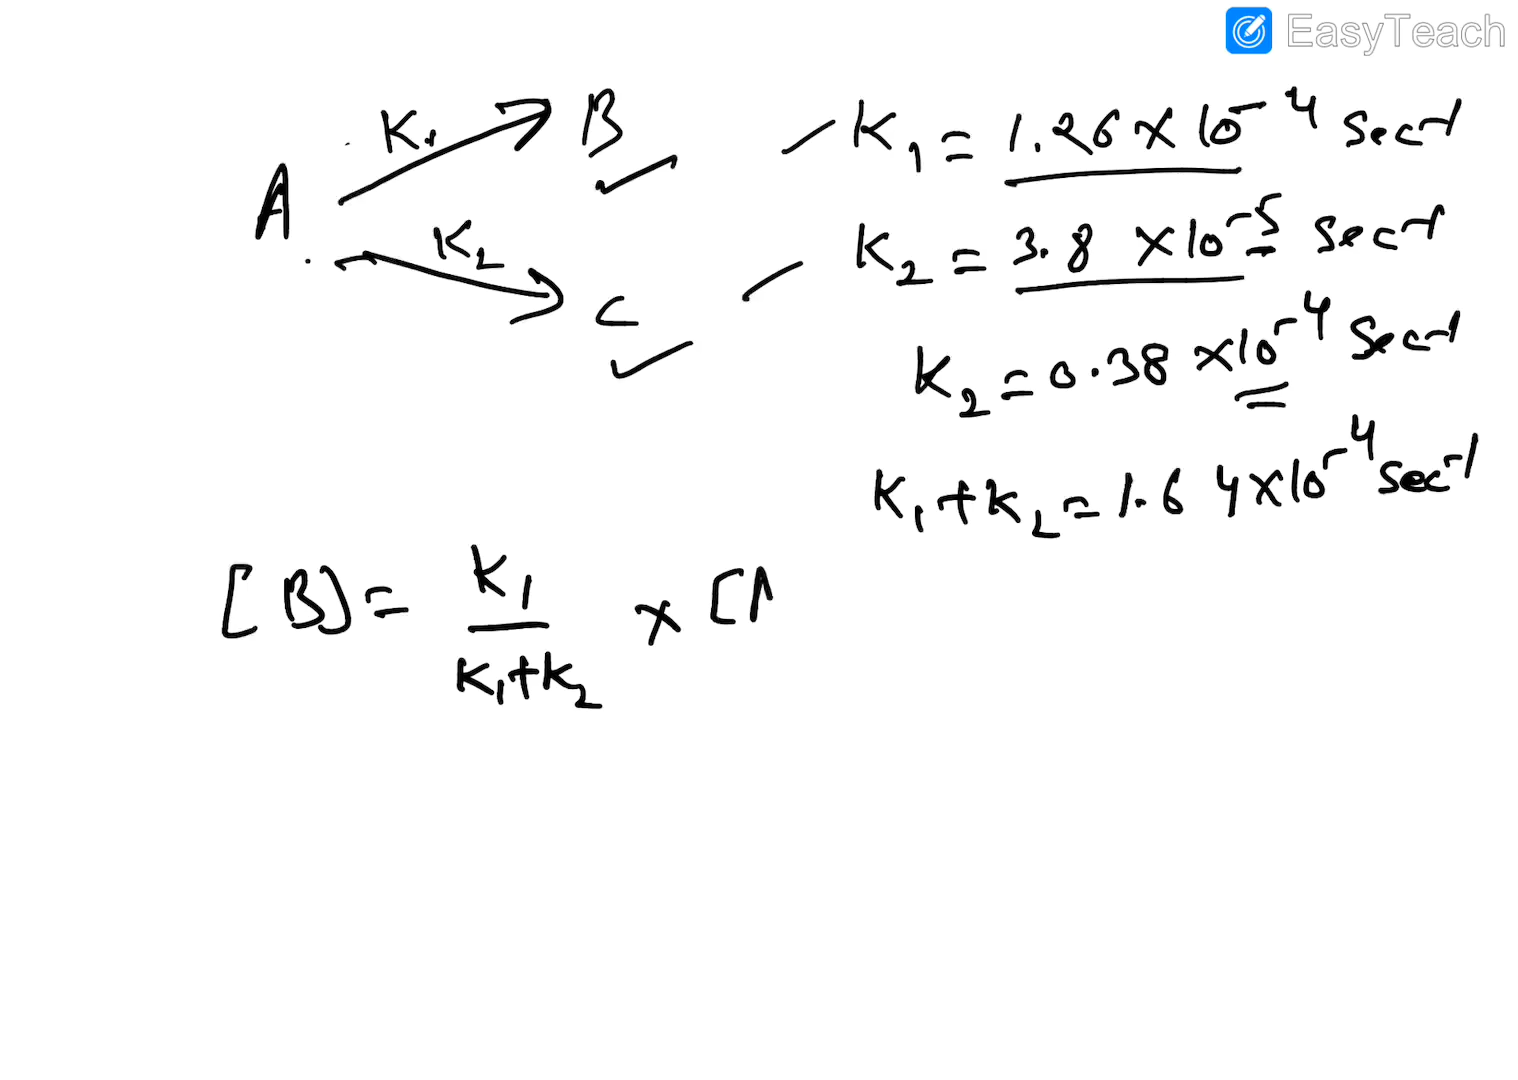 EasyTeach
A
K₁
B
K₂
C
K₁ = 1.26 × 10⁻⁴ Sec⁻¹
K₂ = 3.8 × 10⁻⁵ Sec⁻¹
K₂ = 0.38 × 10⁻⁴ Sec⁻¹
K₁ + K₂ = 1.64 × 10⁻⁴ Sec⁻¹
[B] = K₁ / K₁+K₂ × [